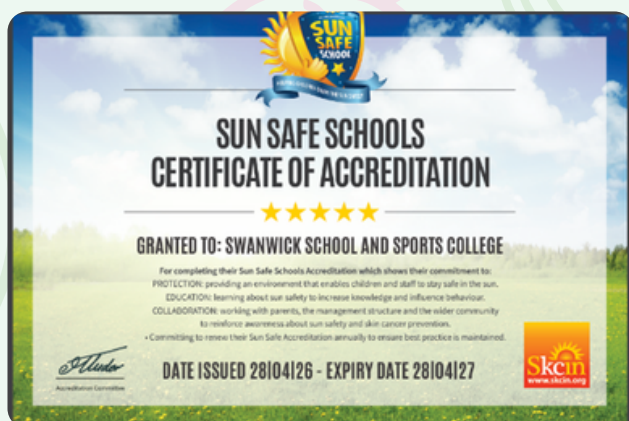 SUN
SAFE
SCHOOL
SUN SAFE SCHOOLS
CERTIFICATE OF ACCREDITATION
GRANTED TO: SWANWICK SCHOOL AND SPORTS COLLEGE
For completing their Sun Safe Schools Accreditation which shows their commitment to:
PROTECTION: providing an environment that enables children and staff to stay safe in the sun.
EDUCATION: learning about sun safety to increase knowledge and influence behaviour.
COLLABORATION: working with parents, the management structure and the wider community
to reinforce awareness about sun safety and skin cancer prevention.
• Committing to renew their Sun Safe Accreditation annually to ensure best practice is maintained.
DATE ISSUED 28|04|26 - EXPIRY DATE 28|04|27
Accreditation Committee
Skcin
www.skcin.org